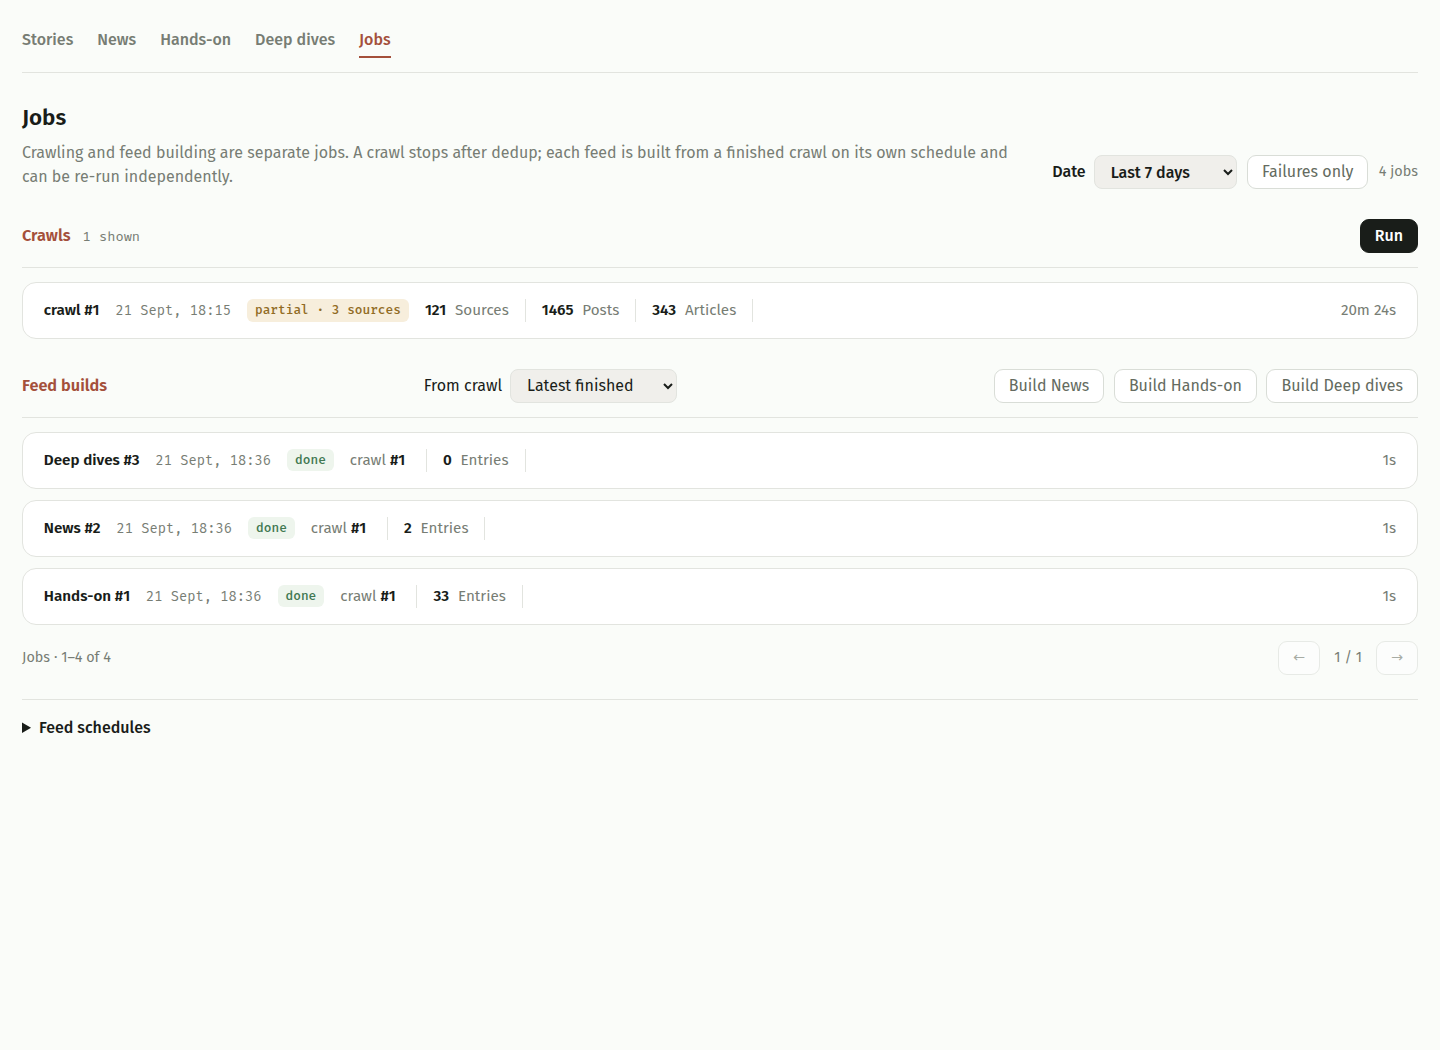 Stories News Hands-on Deep dives Jobs
Jobs
Crawling and feed building are separate jobs. A crawl stops after dedup; each feed is built from a finished crawl on its own schedule and
can be re-run independently.
Date Last 7 days Failures only 4 jobs
Crawls 1 shown Run
crawl #1 21 Sept, 18:15 partial · 3 sources 121 Sources 1465 Posts 343 Articles 20m 24s
Feed builds From crawl Latest finished Build News Build Hands-on Build Deep dives
Deep dives #3 21 Sept, 18:36 done crawl #1 0 Entries 1s
News #2 21 Sept, 18:36 done crawl #1 2 Entries 1s
Hands-on #1 21 Sept, 18:36 done crawl #1 33 Entries 1s
Jobs · 1–4 of 4 ← 1 / 1 →
▶ Feed schedules